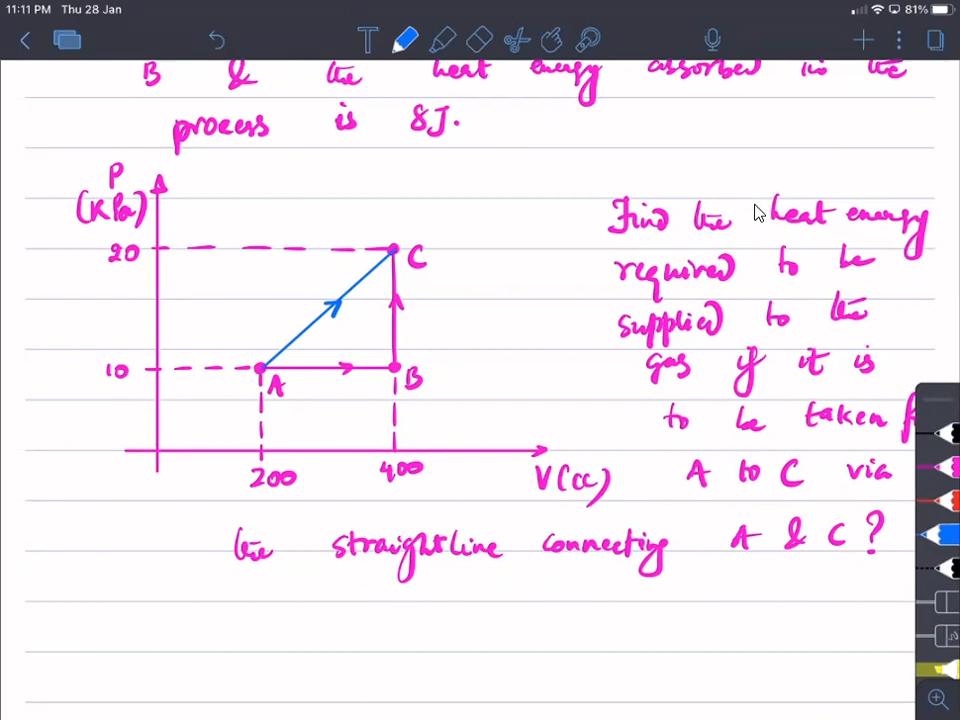 11:11 PM Thu 28 Jan
81%
B & the heat energy absorbed in the
process is 8J.
P
(KPa)
20
C
10
A
B
200
400
V(cc)
Find the heat energy
required to be
supplied to the
gas if it is
to be taken
A to C via
the straightline connecting A & C?